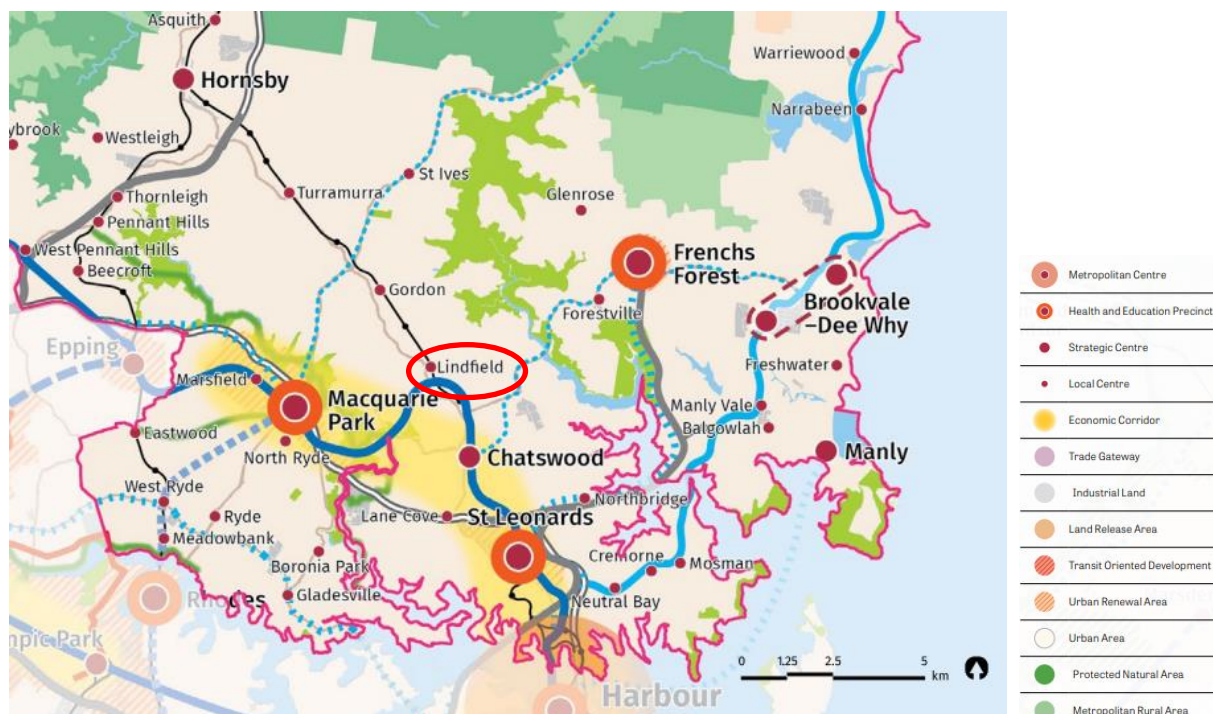 Asquith
Hornsby
Warriewood
Narrabeen
ybrook
Westleigh
St Ives
Turramurra
Glenrose
Thornleigh
Pennant Hills
West Pennant Hills
Beecroft
Frenchs
Forest
Gordon
Forestville
Brookvale
–Dee Why
Epping
Lindfield
Freshwater
Marsfield
Macquarie
Park
Manly Vale
Balgowlah
Eastwood
North Ryde
Chatswood
Manly
West Ryde
Northbridge
Ryde
Lane Cove
St Leonards
Meadowbank
Boronia Park
Cremorne
Mosman
Gladesville
Neutral Bay
Rhodes
mpic Park
Harbour
0 1.25 2.5 5
km
Metropolitan Centre
Health and Education Precinct
Strategic Centre
Local Centre
Economic Corridor
Trade Gateway
Industrial Land
Land Release Area
Transit Oriented Development
Urban Renewal Area
Urban Area
Protected Natural Area
Metropolitan Rural Area